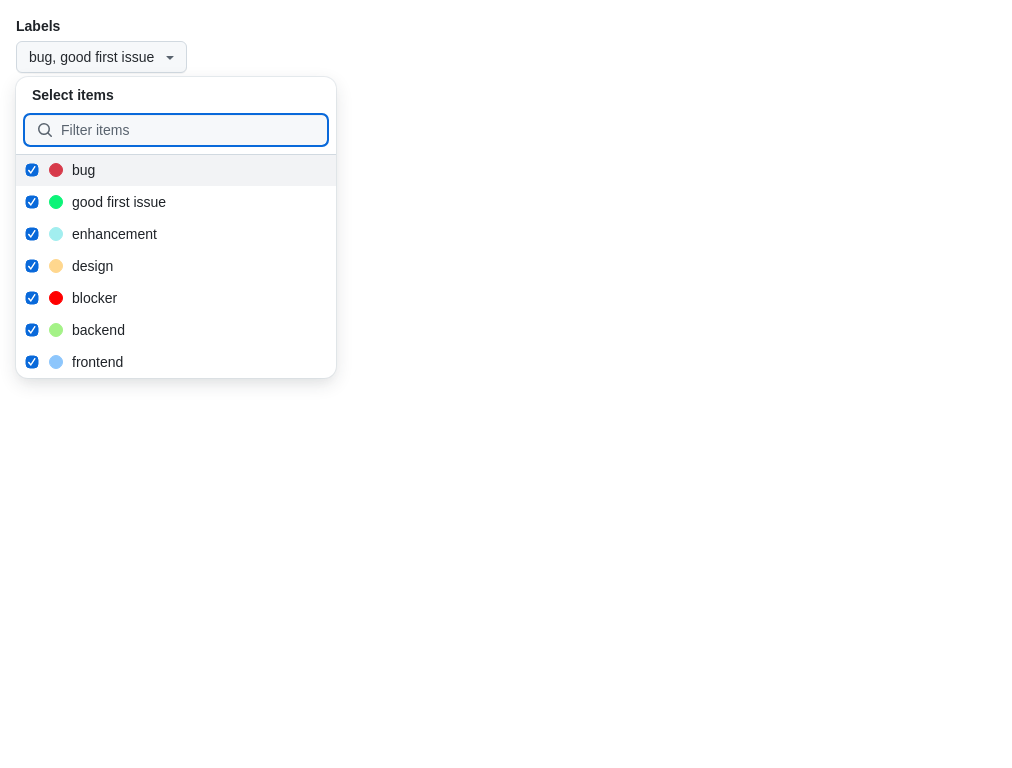 Labels
bug, good first issue
Select items
Filter items
bug
good first issue
enhancement
design
blocker
backend
frontend